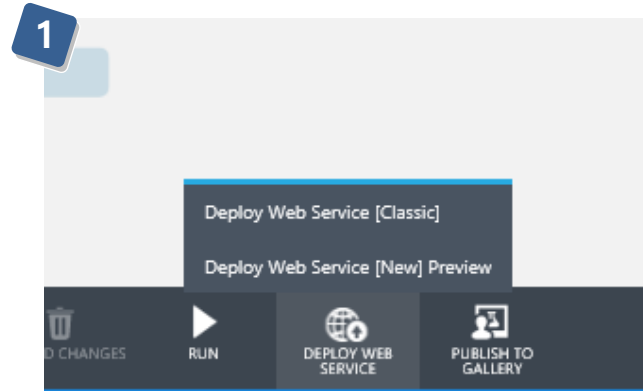 1
Deploy Web Service [Classic]
Deploy Web Service [New] Preview
CHANGES
RUN
DEPLOY WEB
SERVICE
PUBLISH TO
GALLERY